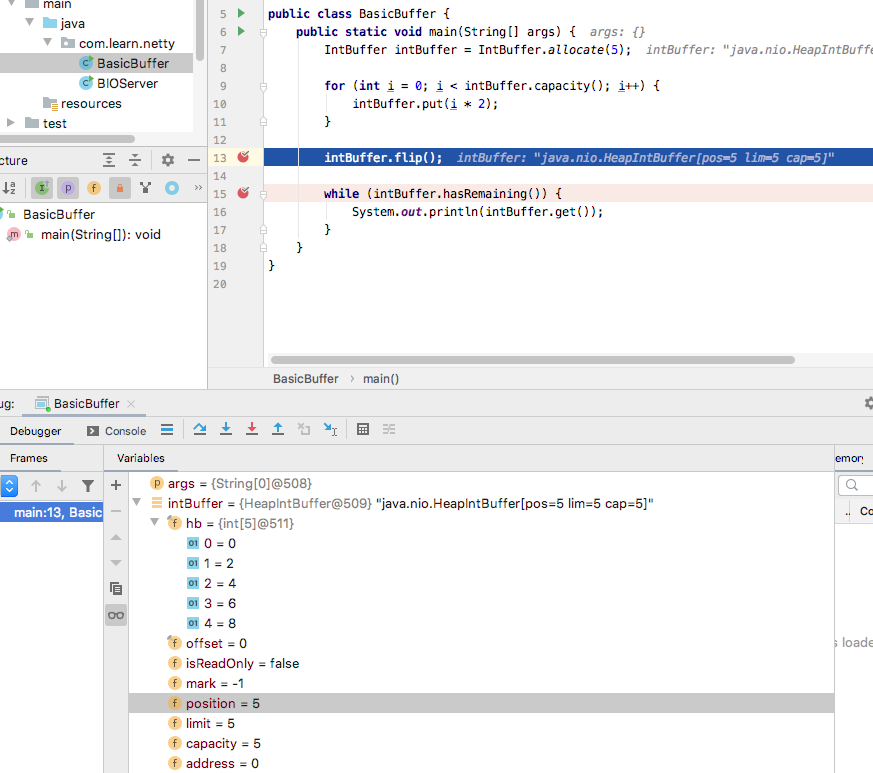 main
java
com.learn.netty
BasicBuffer
BIOServer
resources
test
cture
BasicBuffer
main(String[]): void
5 public class BasicBuffer {
6 public static void main(String[] args) { args: {}
7 IntBuffer intBuffer = IntBuffer.allocate(5); intBuffer: "java.nio.HeapIntBuffe
8
9 for (int i = 0; i < intBuffer.capacity(); i++) {
10 intBuffer.put(i * 2);
11 }
12
13 intBuffer.flip(); intBuffer: "java.nio.HeapIntBuffer[pos=5 lim=5 cap=5]"
14
15 while (intBuffer.hasRemaining()) {
16 System.out.println(intBuffer.get());
17 }
18 }
19 }
20
BasicBuffer › main()
ug: BasicBuffer
Debugger Console
Frames Variables
main:13, Basic
args = {String[0]@508}
intBuffer = {HeapIntBuffer@509} "java.nio.HeapIntBuffer[pos=5 lim=5 cap=5]"
hb = {int[5]@511}
0 = 0
1 = 2
2 = 4
3 = 6
4 = 8
offset = 0
isReadOnly = false
mark = -1
position = 5
limit = 5
capacity = 5
address = 0
emory
.. Co
s loade